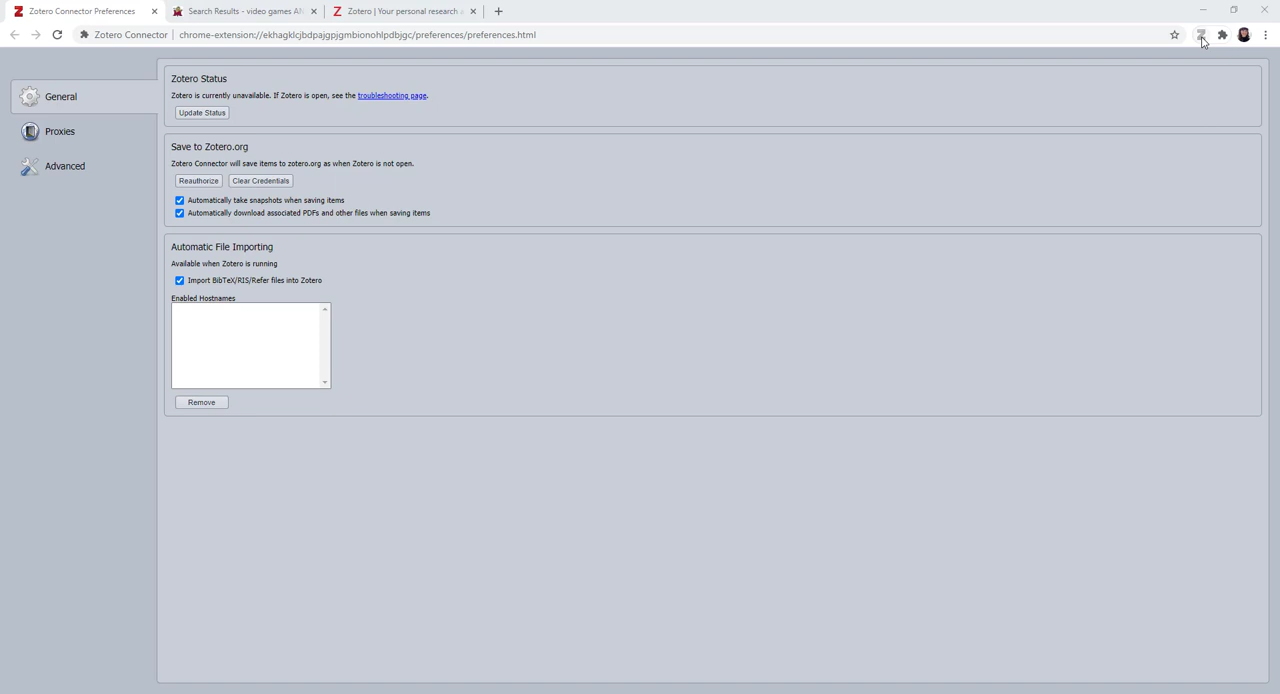 Zotero Connector Preferences
Search Results - video games AN
Zotero | Your personal research a
Zotero Connector
chrome-extension://ekhagklcjbdpajgpjgmbionohlpdbjgc/preferences/preferences.html
General
Proxies
Advanced
Zotero Status
Zotero is currently unavailable. If Zotero is open, see the troubleshooting page.
Update Status
Save to Zotero.org
Zotero Connector will save items to zotero.org as when Zotero is not open.
Reauthorize Clear Credentials
Automatically take snapshots when saving items
Automatically download associated PDFs and other files when saving items
Automatic File Importing
Available when Zotero is running
Import BibTeX/RIS/Refer files into Zotero
Enabled Hostnames
Remove